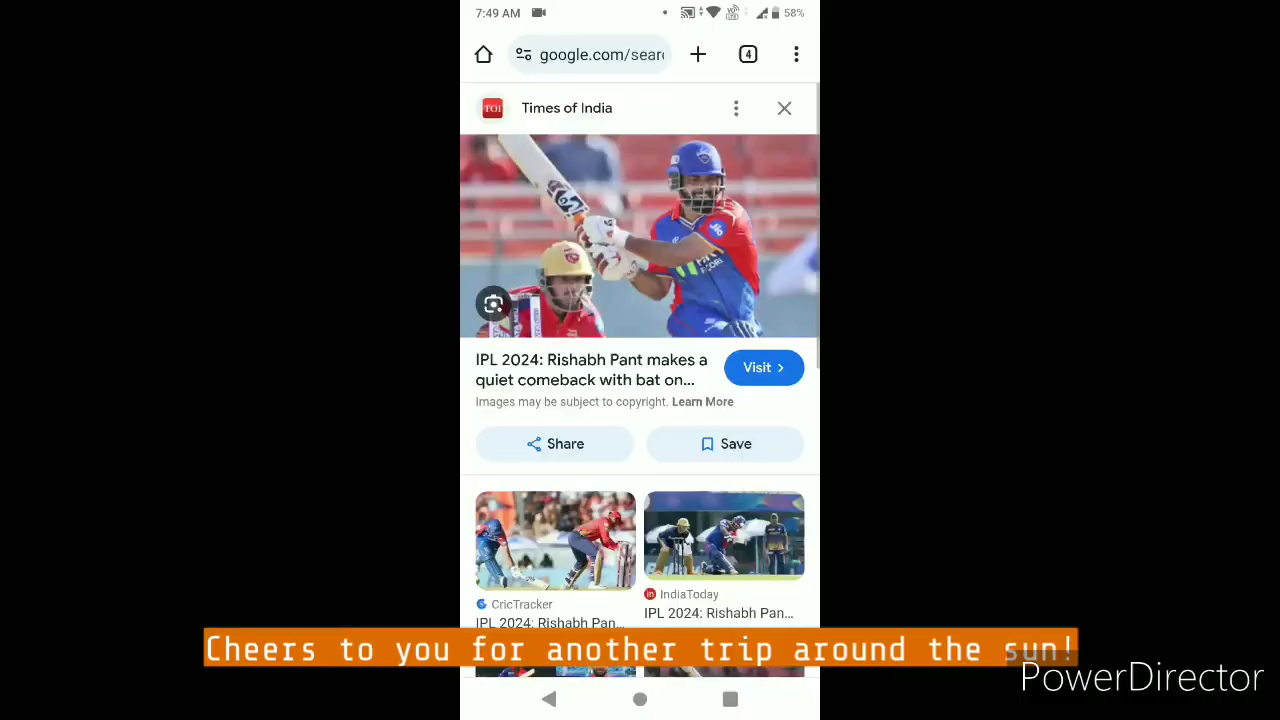 7:49 AM
58%
google.com/sear
4
TOI
Times of India
IPL 2024: Rishabh Pant makes a
quiet comeback with bat on...
Visit
Images may be subject to copyright. Learn More
Share
Save
CricTracker
IndiaToday
IPL 2024: Rishabh Pan...
IPL 2024: Rishabh Pan...
Cheers to you for another trip around the sun!
PowerDirector